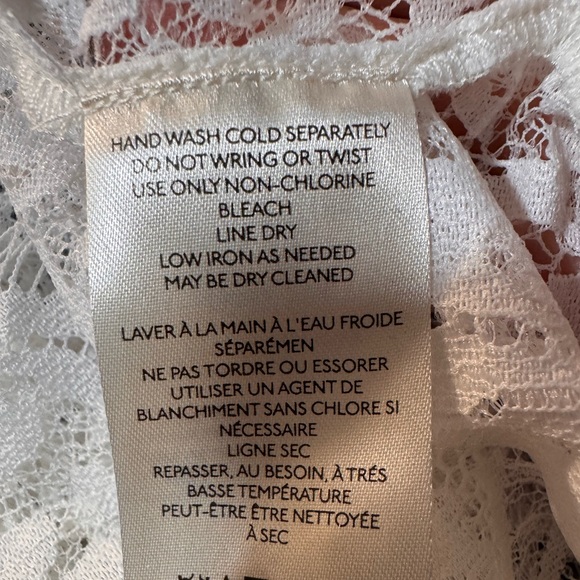 HAND WASH COLD SEPARATELY
DO NOT WRING OR TWIST
USE ONLY NON-CHLORINE
BLEACH
LINE DRY
LOW IRON AS NEEDED
MAY BE DRY CLEANED
LAVER À LA MAIN À L'EAU FROIDE
SÉPARÉMEN
NE PAS TORDRE OU ESSORER
UTILISER UN AGENT DE
BLANCHIMENT SANS CHLORE SI
NÉCESSAIRE
LIGNE SEC
REPASSER, AU BESOIN, À TRÉS
BASSE TEMPÉRATURE
PEUT-ÊTRE ÊTRE NETTOYÉE
À SEC